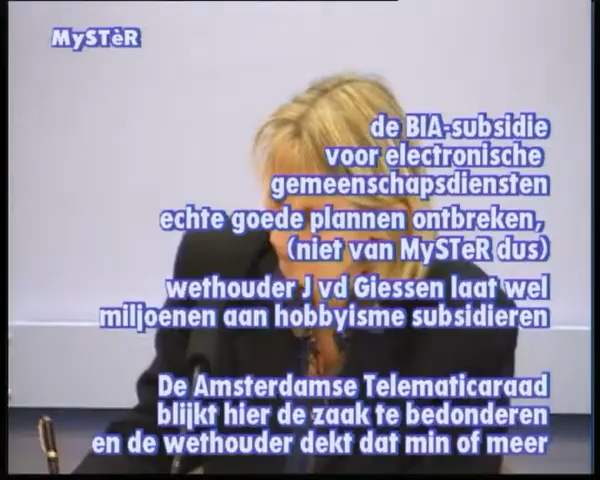 MySTèR
de BIA-subsidie
voor electronische
gemeenschapsdiensten
echte goede plannen ontbreken,
(niet van MySTeR dus)
wethouder J vd Giessen laat wel
miljoenen aan hobbyisme subsidieren
De Amsterdamse Telematicaraad
blijkt hier de zaak te bedonderen
en de wethouder dekt dat min of meer